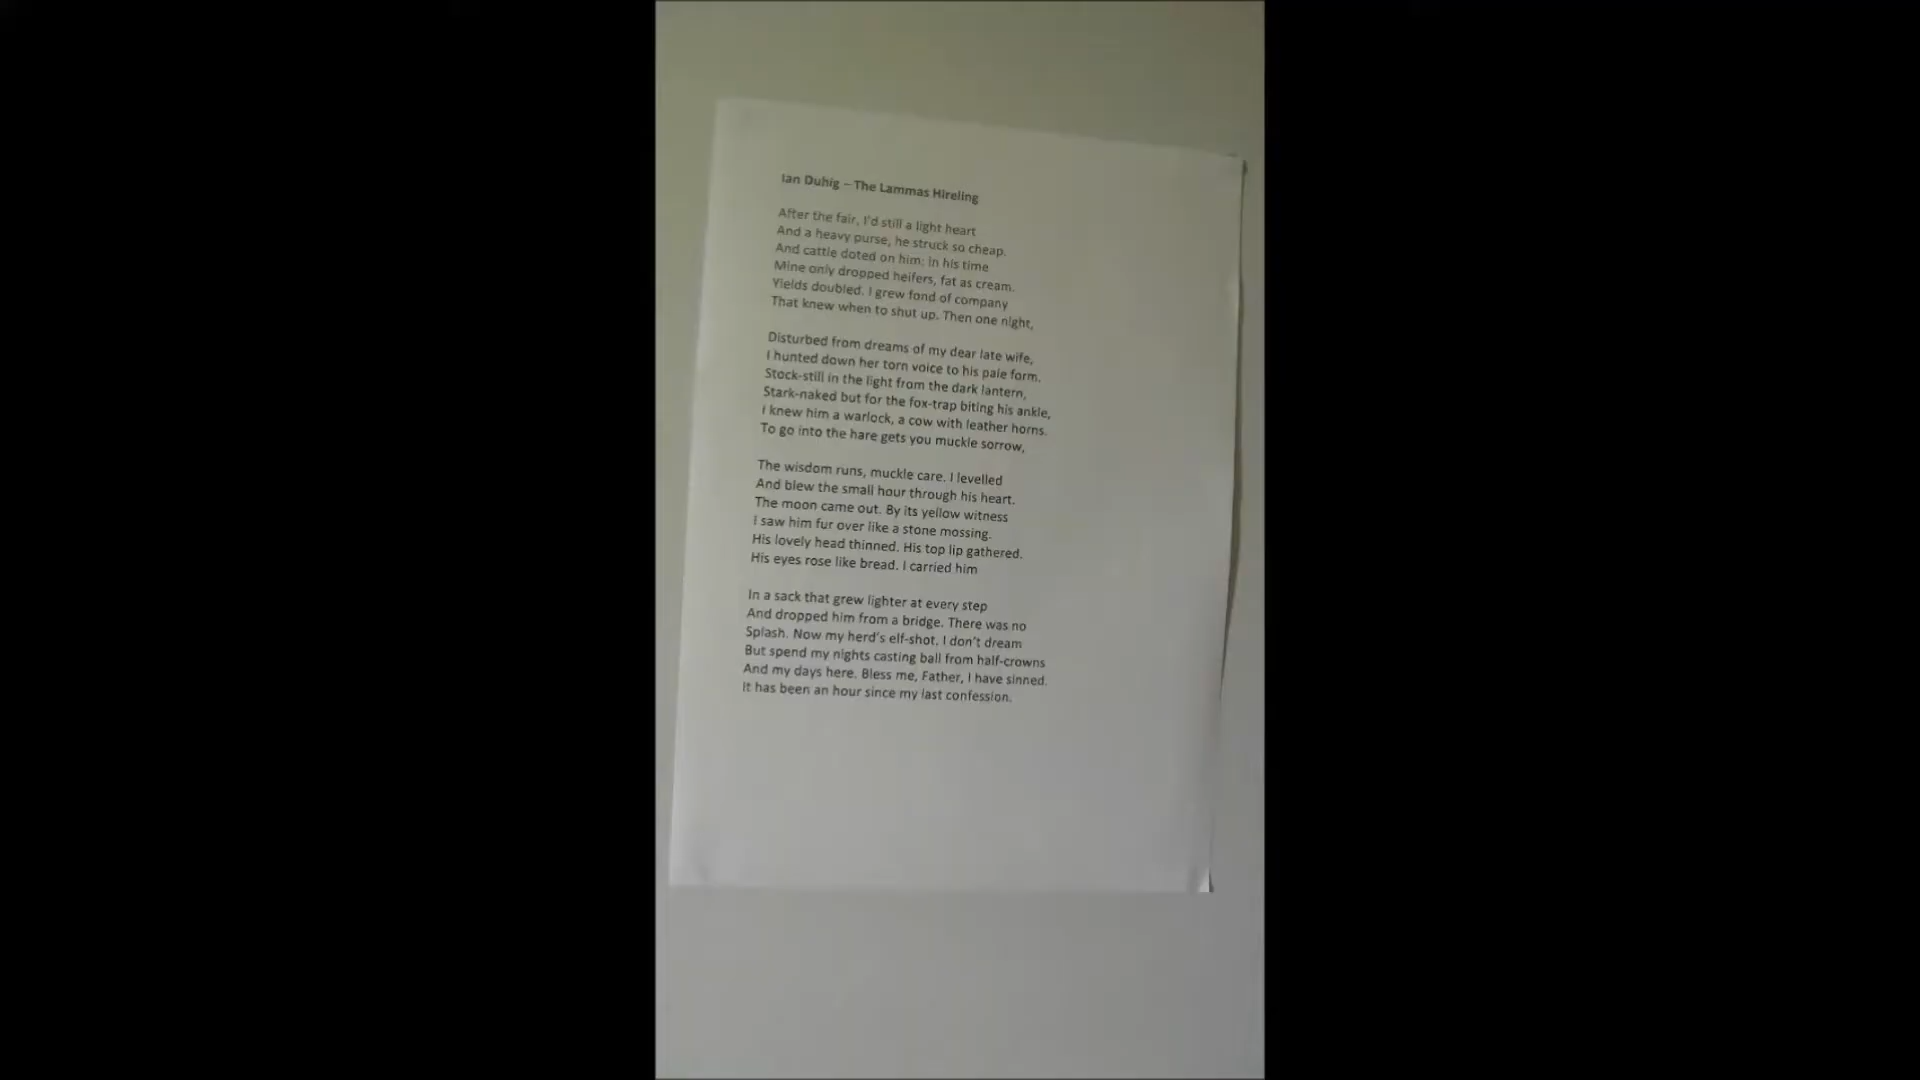 Ian Duhig – The Lammas Hireling
After the fair, I'd still a light heart
And a heavy purse, he struck so cheap.
And cattle doted on him: in his time
Mine only dropped heifers, fat as cream.
Yields doubled. I grew fond of company
That knew when to shut up. Then one night,
Disturbed from dreams of my dear late wife,
I hunted down her torn voice to his pale form.
Stock-still in the light from the dark lantern,
Stark-naked but for the fox-trap biting his ankle,
I knew him a warlock, a cow with leather horns.
To go into the hare gets you muckle sorrow,
The wisdom runs, muckle care. I levelled
And blew the small hour through his heart.
The moon came out. By its yellow witness
I saw him fur over like a stone mossing.
His lovely head thinned. His top lip gathered.
His eyes rose like bread. I carried him
In a sack that grew lighter at every step
And dropped him from a bridge. There was no
Splash. Now my herd's elf-shot. I don't dream
But spend my nights casting ball from half-crowns
And my days here. Bless me, Father, I have sinned.
It has been an hour since my last confession.